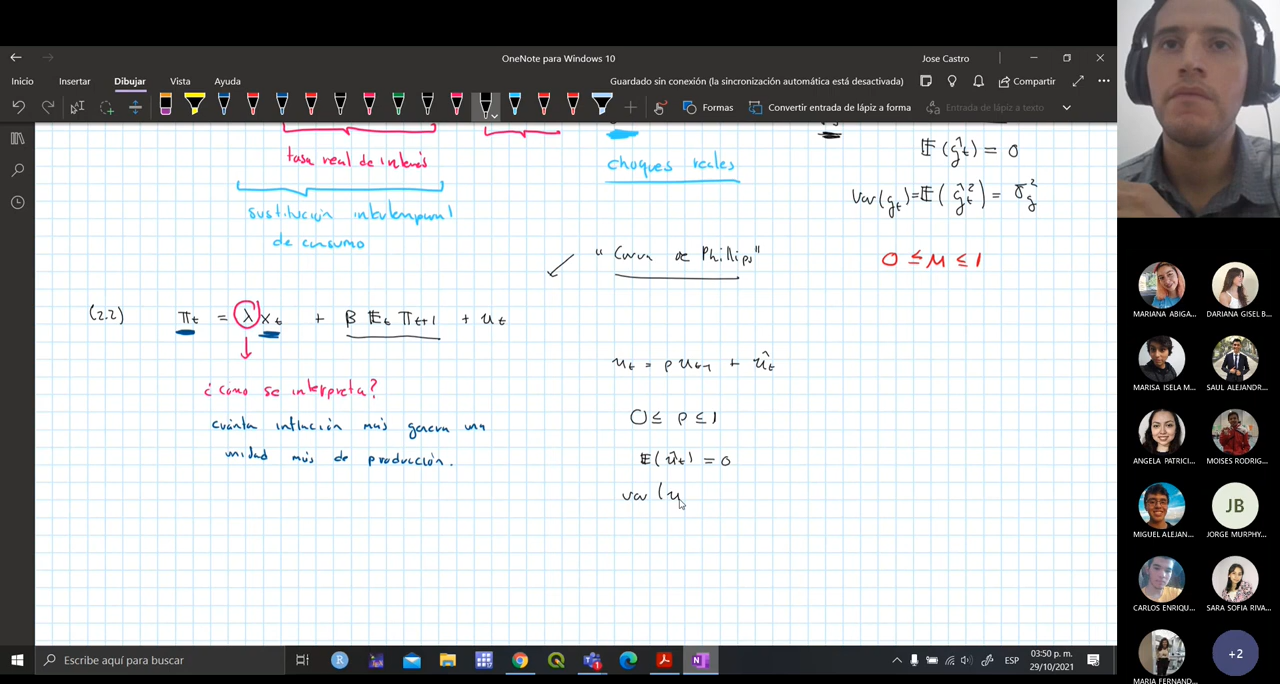 OneNote para Windows 10
Jose Castro
Inicio Insertar Dibujar Vista Ayuda
Guardado sin conexión (la sincronización automática está desactivada)
Compartir
Formas
Convertir entrada de lápiz a forma
Entrada de lápiz a texto
tasa real de interés
choques reales
𝔼(ĝt) = 0
sustitución intertemporal
de consumo
var(gt)=𝔼(ĝt²) = σg²
"Curva de Phillips"
0 ≤ μ ≤ 1
(2.2) πt = λxt + β 𝔼t πt+1 + ut
ut = ρ ut-1 + ût
¿cómo se interpreta?
0 ≤ ρ ≤ 1
cuánta inflación más genera una
unidad más de producción.
𝔼(ût) = 0
var (u
MARIANA ABIGA...
DARIANA GISEL B...
MARISA ISELA M...
SAUL ALEJANDR...
ANGELA PATRICI...
MOISES RODRIG...
JB
MIGUEL ALEJAN...
JORGE MURPHY...
CARLOS ENRIQU...
SARA SOFIA RIVA...
+2
MARIA FERNAND...
Escribe aquí para buscar
ESP
03:50 p. m.
29/10/2021